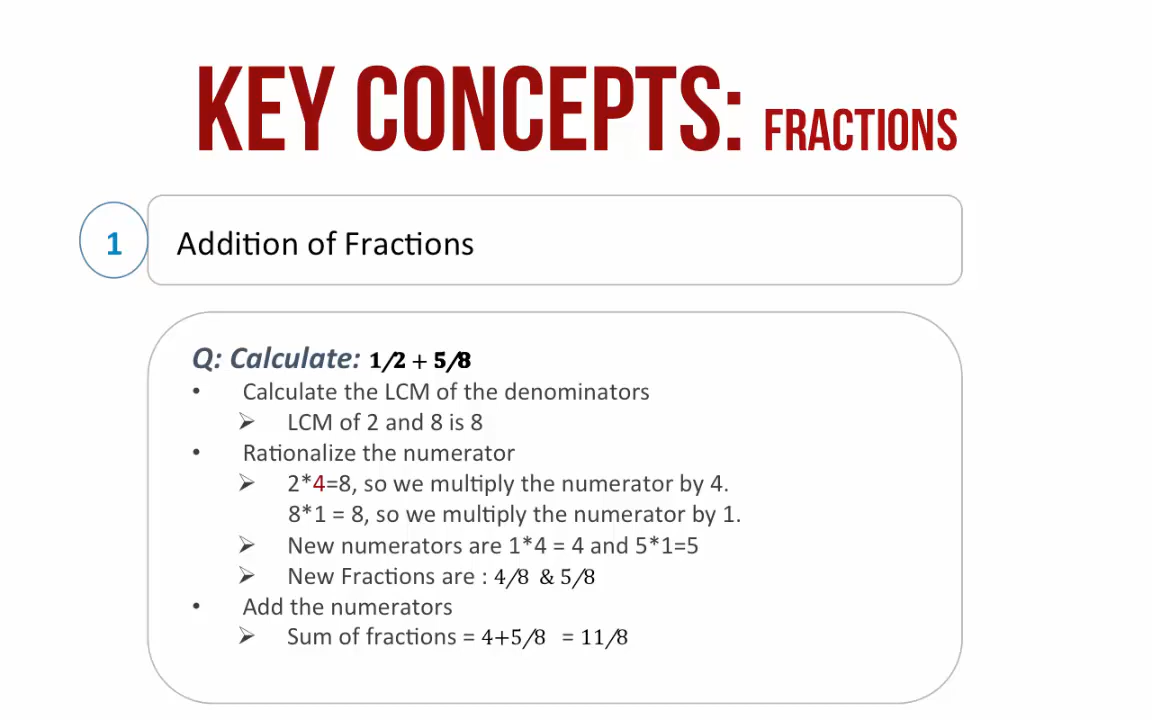 KEY CONCEPTS: FRACTIONS
1
Addition of Fractions
Q: Calculate: 1/2 + 5/8
• Calculate the LCM of the denominators
➢ LCM of 2 and 8 is 8
• Rationalize the numerator
➢ 2*4=8, so we multiply the numerator by 4.
8*1 = 8, so we multiply the numerator by 1.
➢ New numerators are 1*4 = 4 and 5*1=5
➢ New Fractions are : 4/8 & 5/8
• Add the numerators
➢ Sum of fractions = 4+5/8 = 11/8